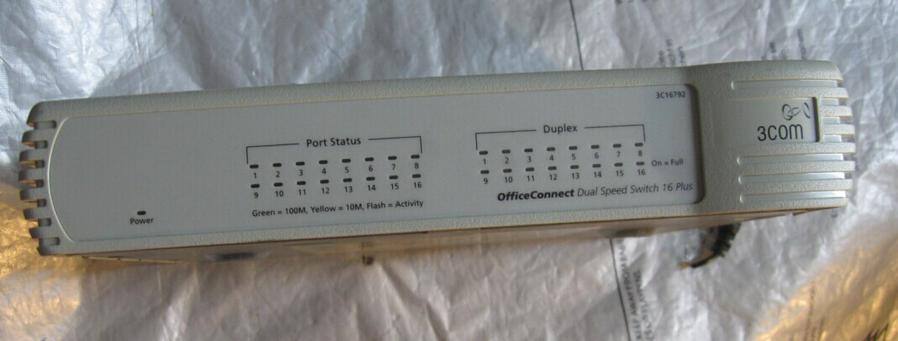 3C16792
3COM
Port Status
1 2 3 4 5 6 7 8
9 10 11 12 13 14 15 16
Green = 100M, Yellow = 10M, Flash = Activity
Duplex
1 2 3 4 5 6 7 8
On = Full
9 10 11 12 13 14 15 16
OfficeConnect Dual Speed Switch 16 Plus
Power